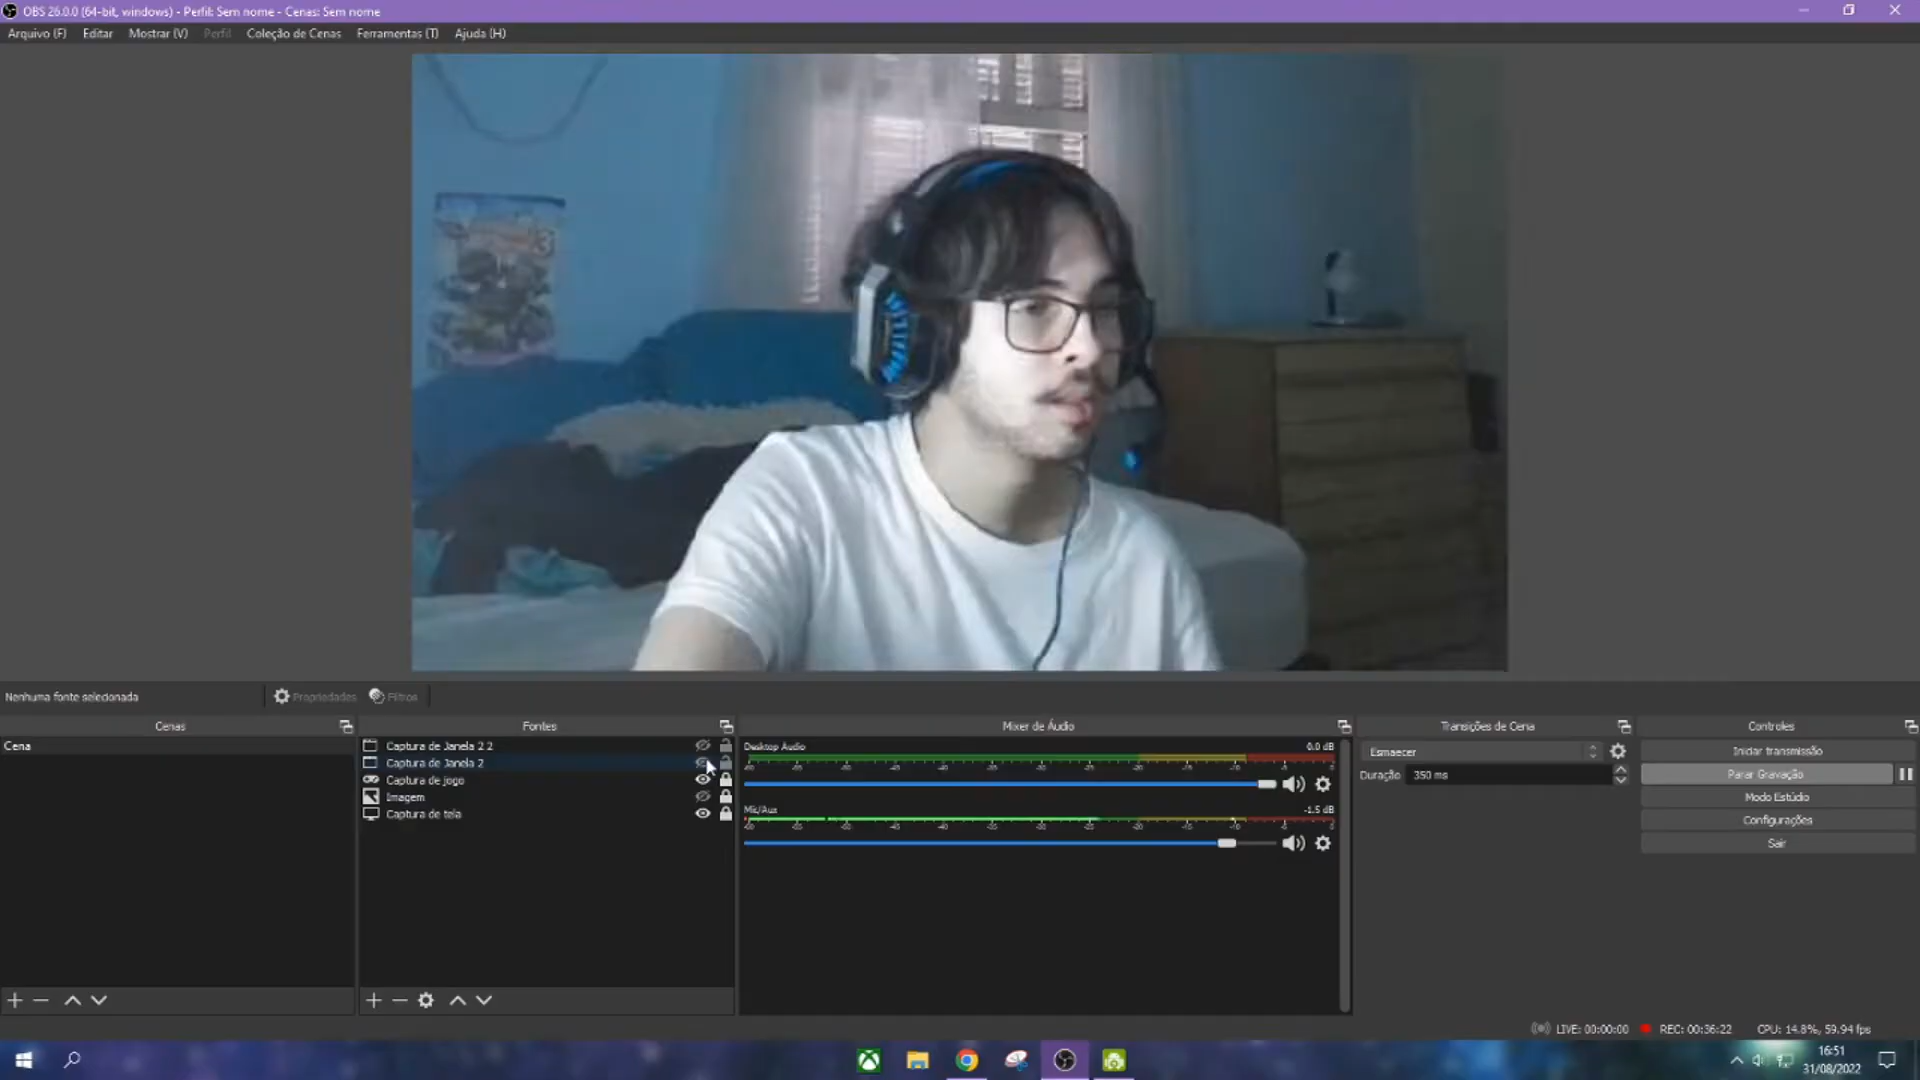 OBS 26.0.0 (64-bit, windows) - Perfil: Sem nome - Cenas: Sem nome
Arquivo (F) Editar Mostrar (V) Perfil Coleção de Cenas Ferramentas (T) Ajuda (H)
3
Nenhuma fonte selecionada Propriedades Filtros
Cenas Fontes Mixer de Áudio Transições de Cena Controles
Cena
Captura de Janela 2 2
Captura de Janela 2
Captura de jogo
Imagem
Captura de tela
Desktop Audio 0.0 dB
Mic/Aux -1.5 dB
Esmaecer
Duração 350 ms
Iniciar transmissão
Parar Gravação
Modo Estúdio
Configurações
Sair
LIVE: 00:00:00 REC: 00:36:22 CPU: 14.8%, 59.94 fps
16:51
31/08/2022